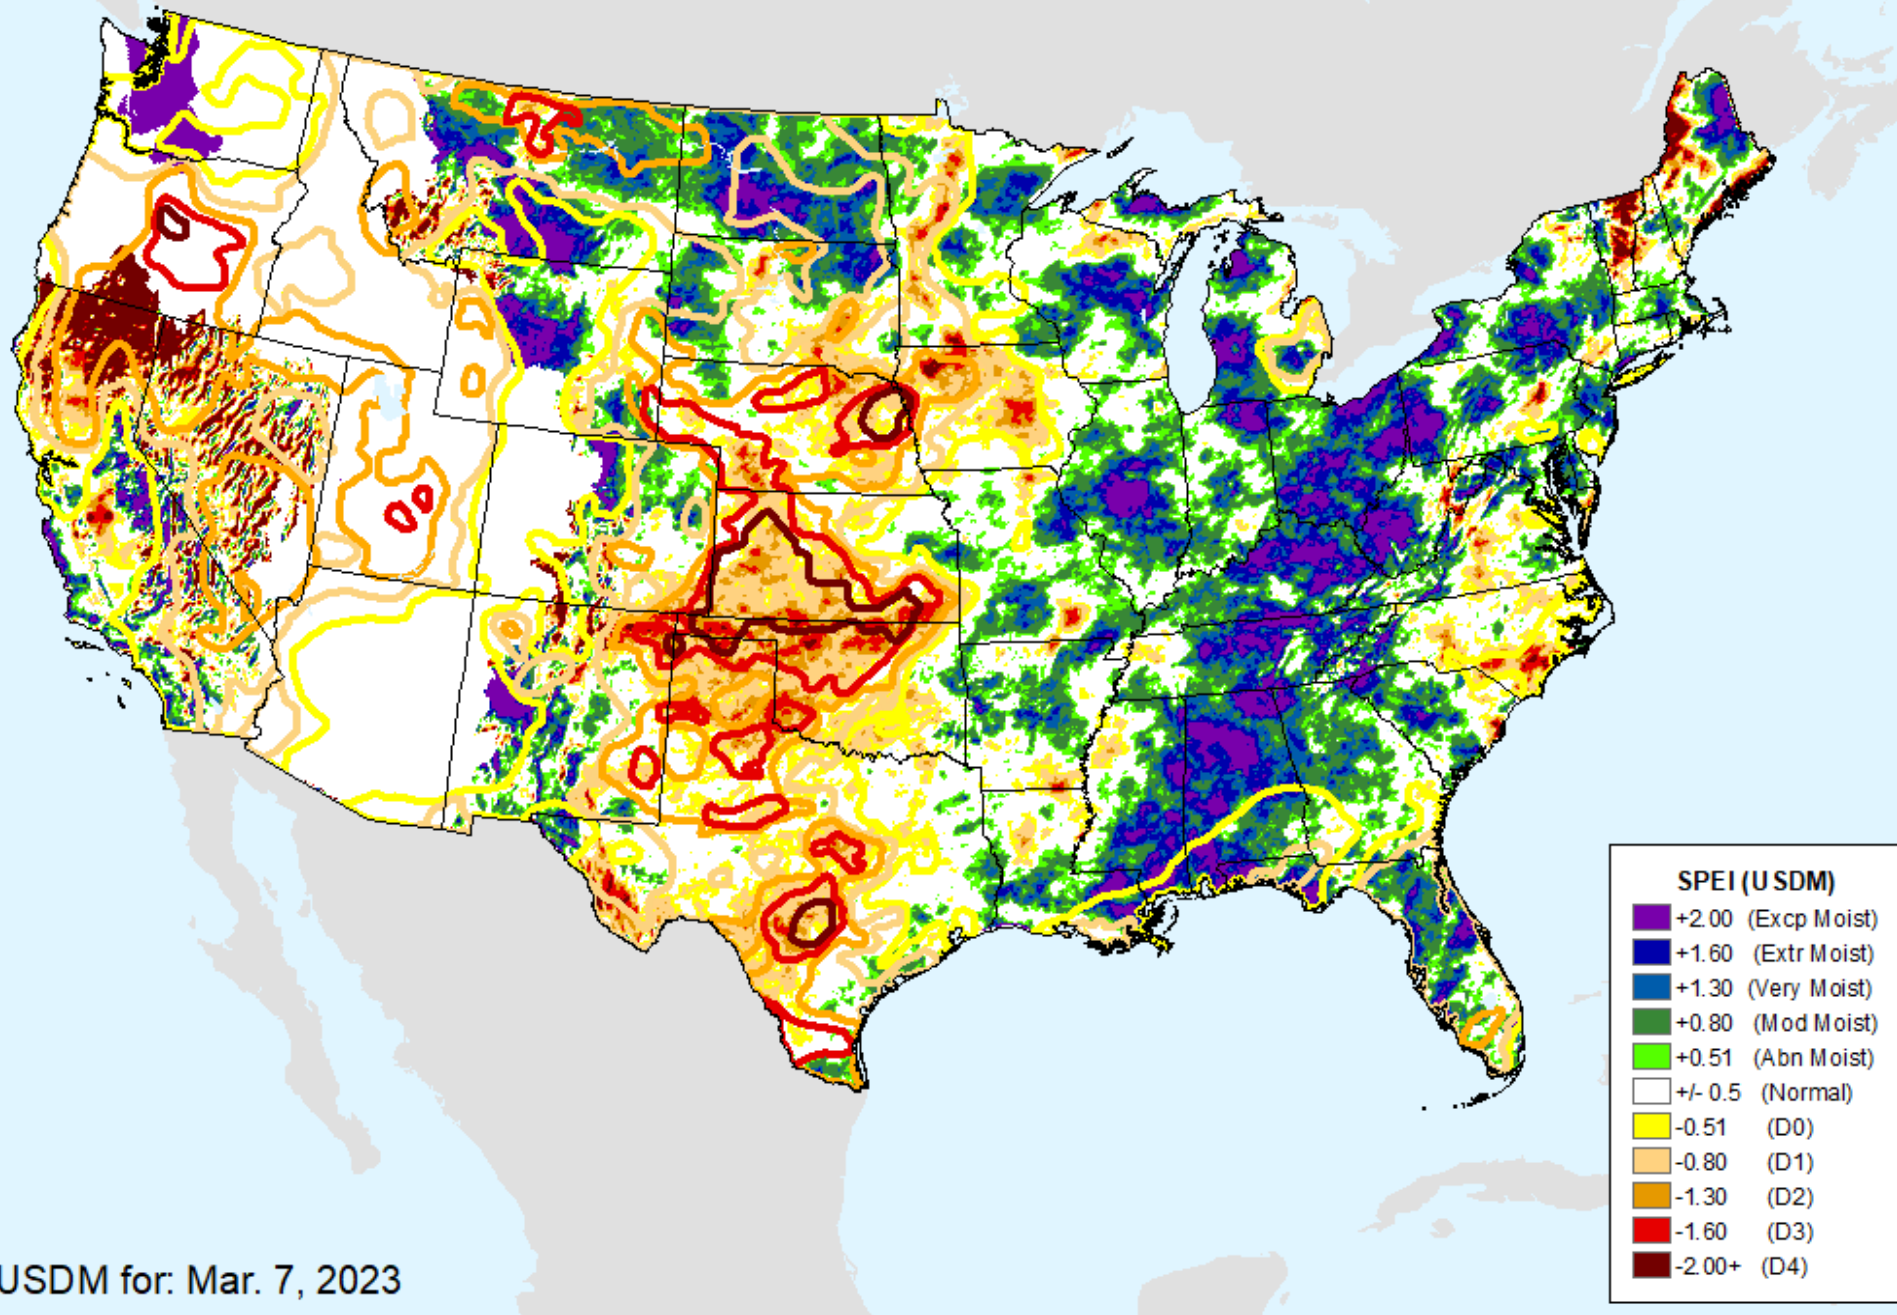 SPEI (USDM)
+2.00 (Excp Moist)
+1.60 (Extr Moist)
+1.30 (Very Moist)
+0.80 (Mod Moist)
+0.51 (Abn Moist)
+/- 0.5 (Normal)
-0.51 (D0)
-0.80 (D1)
-1.30 (D2)
-1.60 (D3)
-2.00+ (D4)
USDM for: Mar. 7, 2023